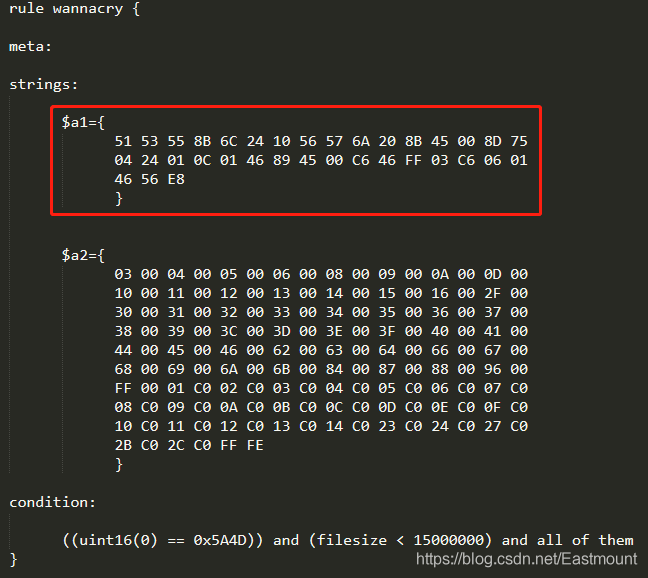 rule wannacry {
meta:
strings:
$a1={
51 53 55 8B 6C 24 10 56 57 6A 20 8B 45 00 8D 75
04 24 01 0C 01 46 89 45 00 C6 46 FF 03 C6 06 01
46 56 E8
}
$a2={
03 00 04 00 05 00 06 00 08 00 09 00 0A 00 0D 00
10 00 11 00 12 00 13 00 14 00 15 00 16 00 2F 00
30 00 31 00 32 00 33 00 34 00 35 00 36 00 37 00
38 00 39 00 3C 00 3D 00 3E 00 3F 00 40 00 41 00
44 00 45 00 46 00 62 00 63 00 64 00 66 00 67 00
68 00 69 00 6A 00 6B 00 84 00 87 00 88 00 96 00
FF 00 01 C0 02 C0 03 C0 04 C0 05 C0 06 C0 07 C0
08 C0 09 C0 0A C0 0B C0 0C C0 0D C0 0E C0 0F C0
10 C0 11 C0 12 C0 13 C0 14 C0 23 C0 24 C0 27 C0
2B C0 2C C0 FF FE
}
condition:
((uint16(0) == 0x5A4D)) and (filesize < 15000000) and all of them
}
https://blog.csdn.net/Eastmount